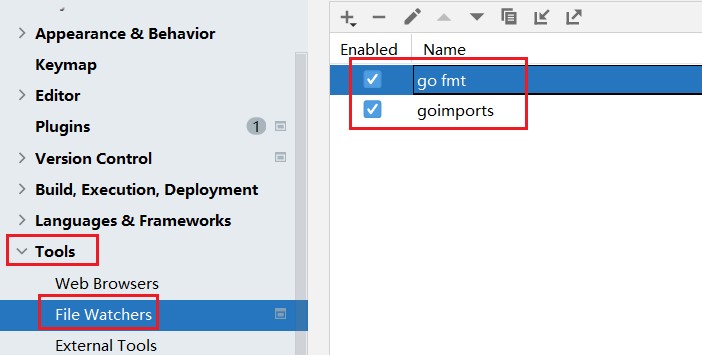 Appearance & Behavior
Keymap
Editor
Plugins
1
Version Control
Build, Execution, Deployment
Languages & Frameworks
Tools
Web Browsers
File Watchers
External Tools
Enabled Name
go fmt
goimports